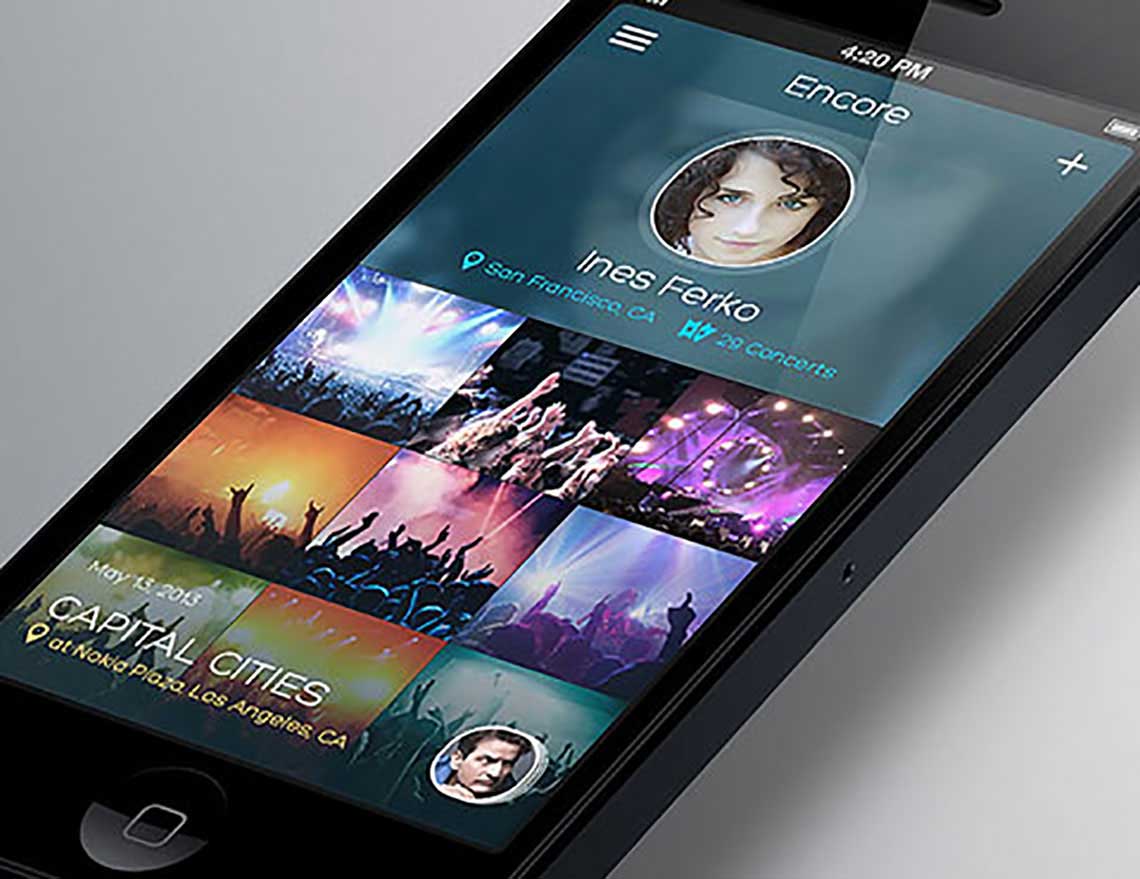 4:20 PM
Encore
Ines Ferko
San Francisco, CA 29 Concerts
May 13, 2013
CAPITAL CITIES
at Nokia Plaza, Los Angeles, CA